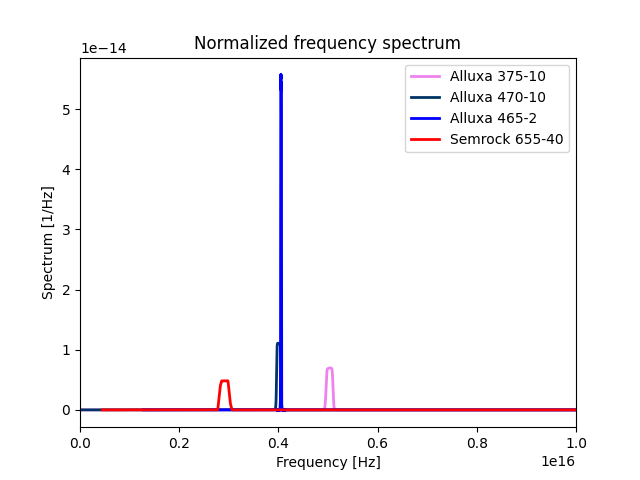 Normalized frequency spectrum
1e−14
Alluxa 375-10
Alluxa 470-10
Alluxa 465-2
Semrock 655-40
Spectrum [1/Hz]
5
4
3
2
1
0
0.0 0.2 0.4 0.6 0.8 1.0
Frequency [Hz]
1e16